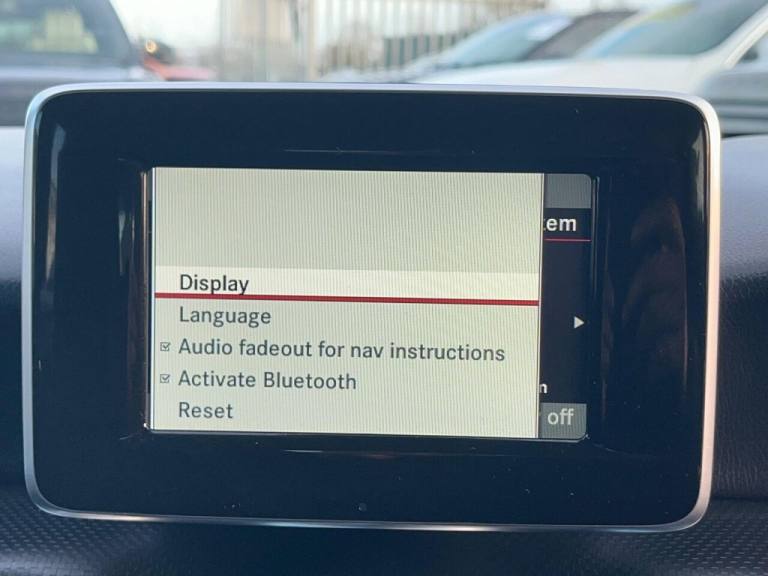 Display
Language
Audio fadeout for nav instructions
Activate Bluetooth
Reset
tem
off